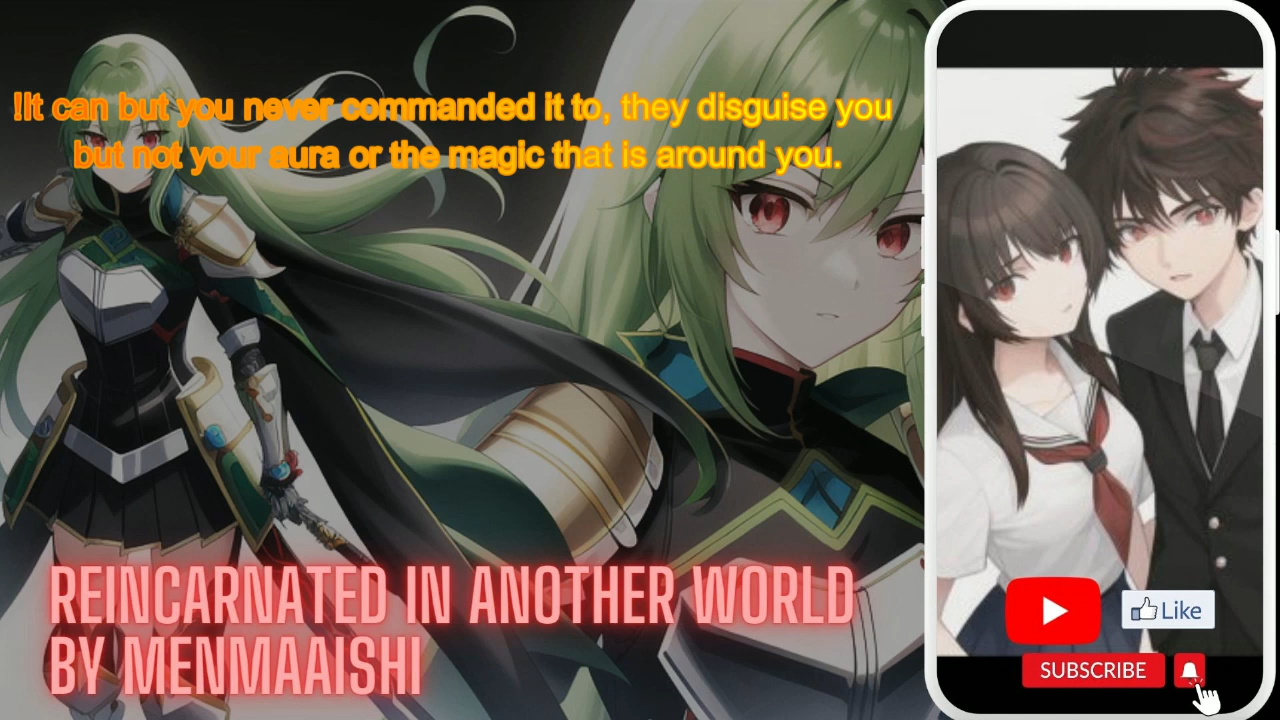 !It can but you never commanded it to, they disguise you
but not your aura or the magic that is around you.
REINCARNATED IN ANOTHER WORLD
BY MENMAAISHI
Like
SUBSCRIBE